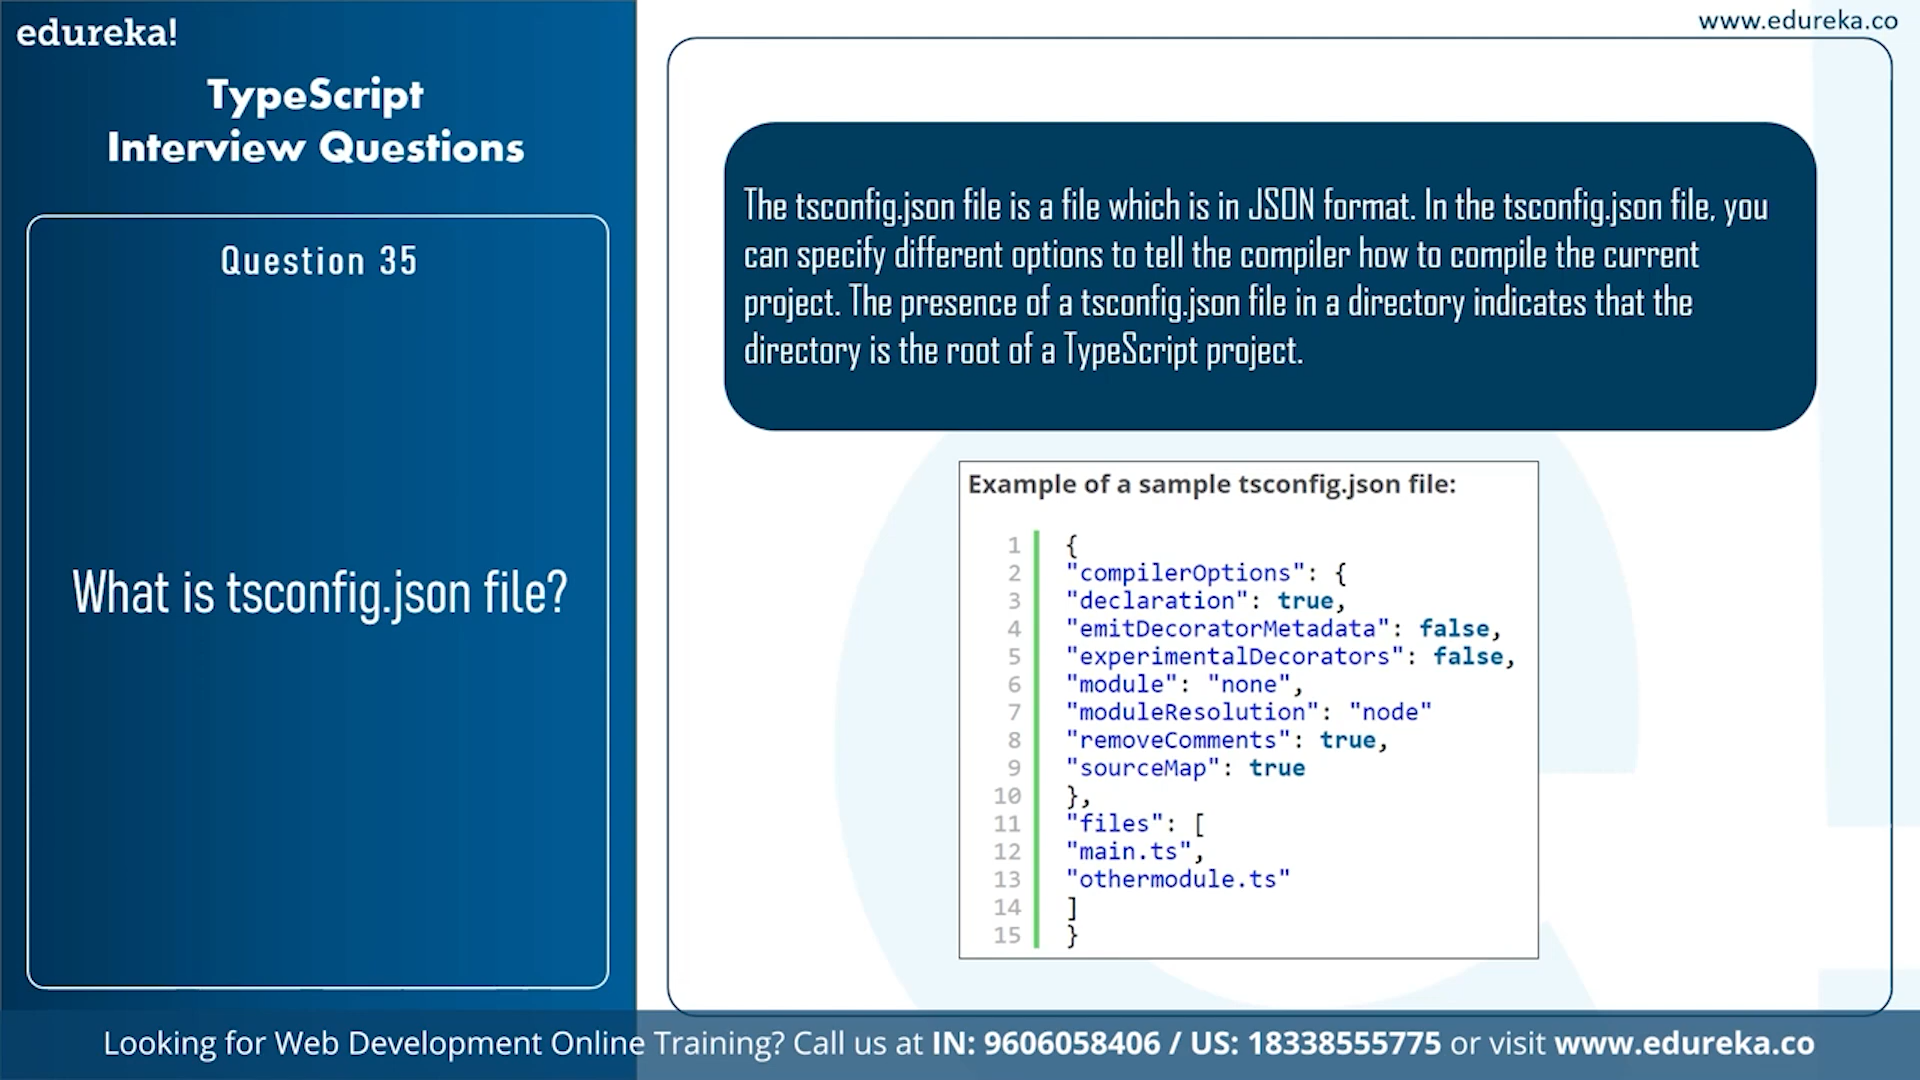 edureka!
www.edureka.co
TypeScript
Interview Questions
Question 35
What is tsconfig.json file?
The tsconfig.json file is a file which is in JSON format. In the tsconfig.json file, you
can specify different options to tell the compiler how to compile the current
project. The presence of a tsconfig.json file in a directory indicates that the
directory is the root of a TypeScript project.
Example of a sample tsconfig.json file:
1 {
2 "compilerOptions": {
3 "declaration": true,
4 "emitDecoratorMetadata": false,
5 "experimentalDecorators": false,
6 "module": "none",
7 "moduleResolution": "node"
8 "removeComments": true,
9 "sourceMap": true
10 },
11 "files": [
12 "main.ts",
13 "othermodule.ts"
14 ]
15 }
Looking for Web Development Online Training? Call us at IN: 9606058406 / US: 18338555775 or visit www.edureka.co